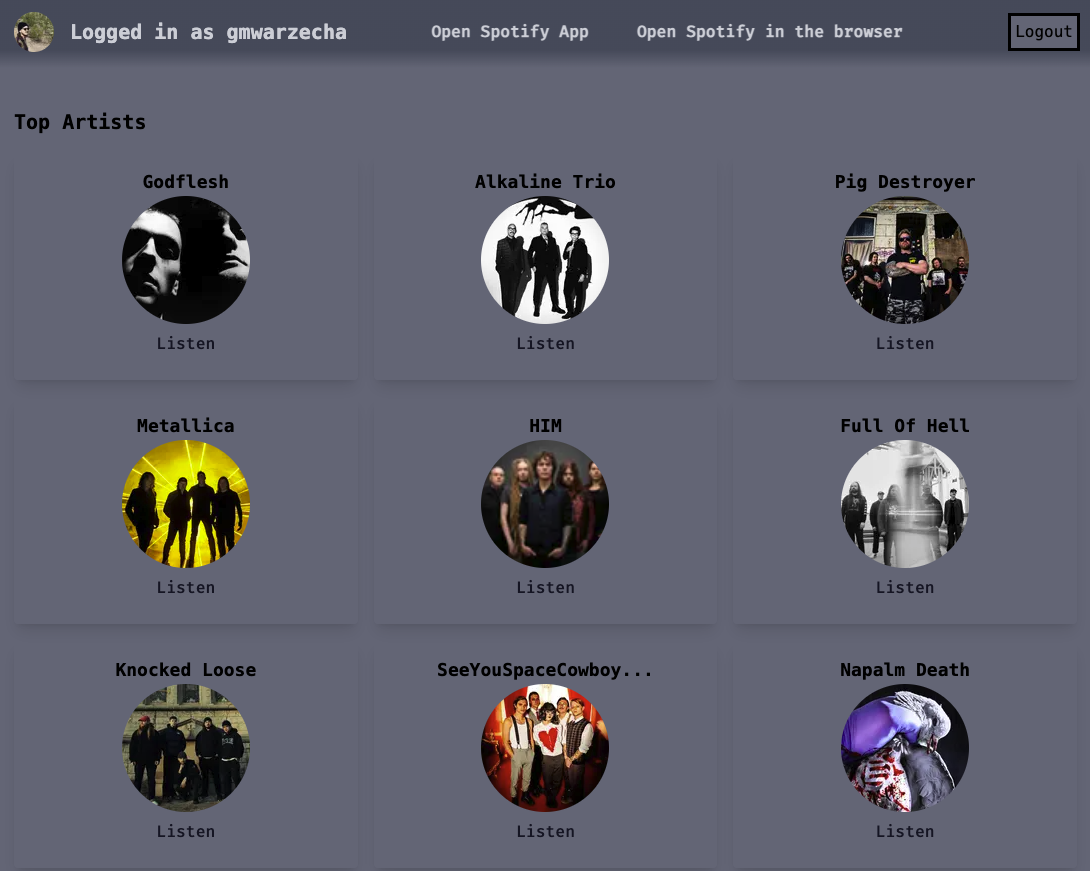 Logged in as gmwarzecha Open Spotify App Open Spotify in the browser Logout
Top Artists
Godflesh Alkaline Trio Pig Destroyer
Listen Listen Listen
Metallica HIM Full Of Hell
Listen Listen Listen
Knocked Loose SeeYouSpaceCowboy... Napalm Death
Listen Listen Listen